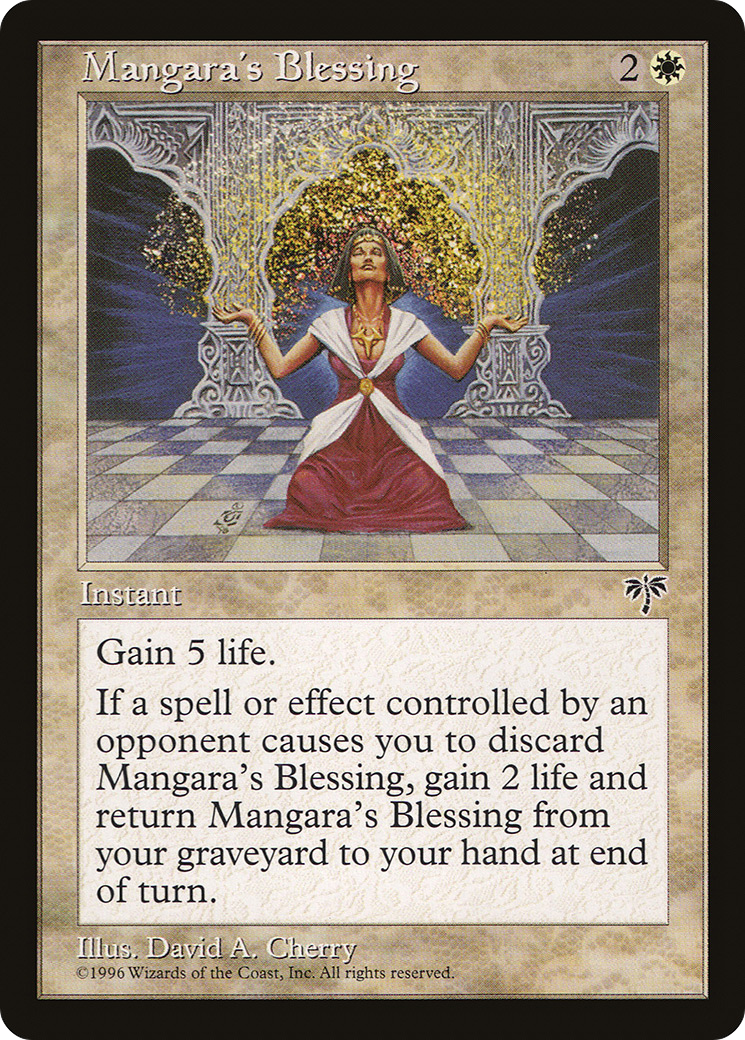 Mangara's Blessing 2
Instant
Gain 5 life.
If a spell or effect controlled by an
opponent causes you to discard
Mangara's Blessing, gain 2 life and
return Mangara's Blessing from
your graveyard to your hand at end
of turn.
Illus. David A. Cherry
©1996 Wizards of the Coast, Inc. All rights reserved.